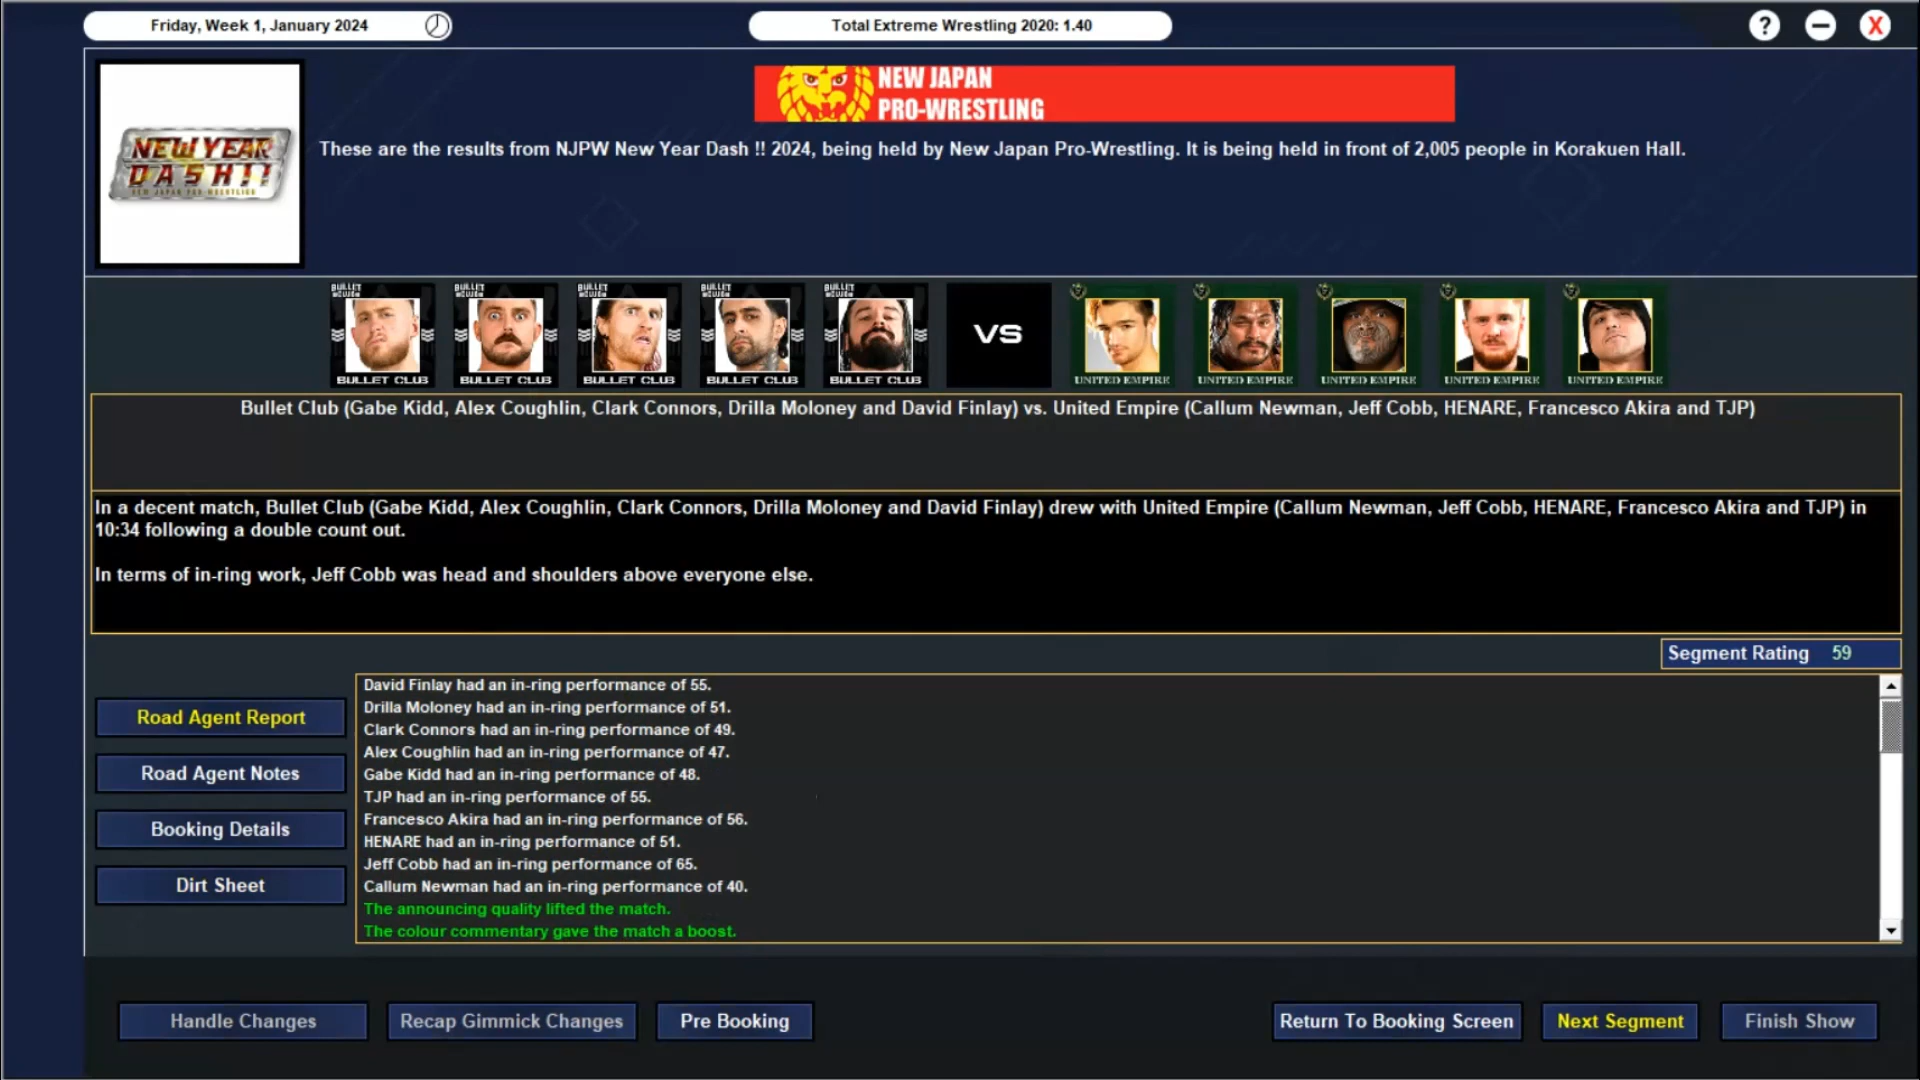 Friday, Week 1, January 2024
Total Extreme Wrestling 2020: 1.40
?
X
NEW JAPAN
PRO-WRESTLING
NEW YEAR
DASH!!
NEW JAPAN PRO-WRESTLING
These are the results from NJPW New Year Dash !! 2024, being held by New Japan Pro-Wrestling. It is being held in front of 2,005 people in Korakuen Hall.
BULLET CLUB
BULLET CLUB
BULLET CLUB
BULLET CLUB
BULLET CLUB
VS
UNITED EMPIRE
UNITED EMPIRE
UNITED EMPIRE
UNITED EMPIRE
UNITED EMPIRE
Bullet Club (Gabe Kidd, Alex Coughlin, Clark Connors, Drilla Moloney and David Finlay) vs. United Empire (Callum Newman, Jeff Cobb, HENARE, Francesco Akira and TJP)
In a decent match, Bullet Club (Gabe Kidd, Alex Coughlin, Clark Connors, Drilla Moloney and David Finlay) drew with United Empire (Callum Newman, Jeff Cobb, HENARE, Francesco Akira and TJP) in
10:34 following a double count out.
In terms of in-ring work, Jeff Cobb was head and shoulders above everyone else.
Segment Rating 59
Road Agent Report
Road Agent Notes
Booking Details
Dirt Sheet
David Finlay had an in-ring performance of 55.
Drilla Moloney had an in-ring performance of 51.
Clark Connors had an in-ring performance of 49.
Alex Coughlin had an in-ring performance of 47.
Gabe Kidd had an in-ring performance of 48.
TJP had an in-ring performance of 55.
Francesco Akira had an in-ring performance of 56.
HENARE had an in-ring performance of 51.
Jeff Cobb had an in-ring performance of 65.
Callum Newman had an in-ring performance of 40.
The announcing quality lifted the match.
The colour commentary gave the match a boost.
Handle Changes
Recap Gimmick Changes
Pre Booking
Return To Booking Screen
Next Segment
Finish Show